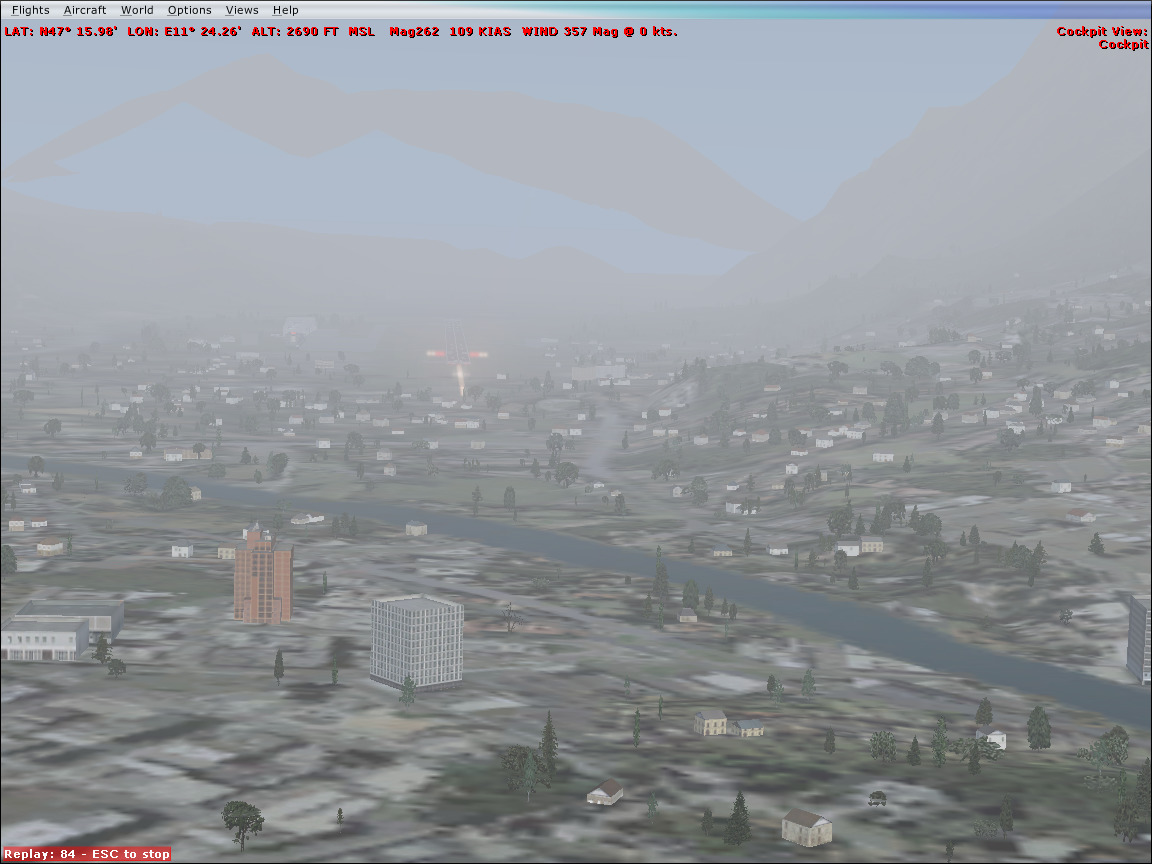 Flights Aircraft World Options Views Help
LAT: N47° 15.98' LON: E11° 24.26' ALT: 2690 FT MSL Mag262 109 KIAS WIND 357 Mag @ 0 kts.
Cockpit View:
Cockpit
Replay: 84 - ESC to stop